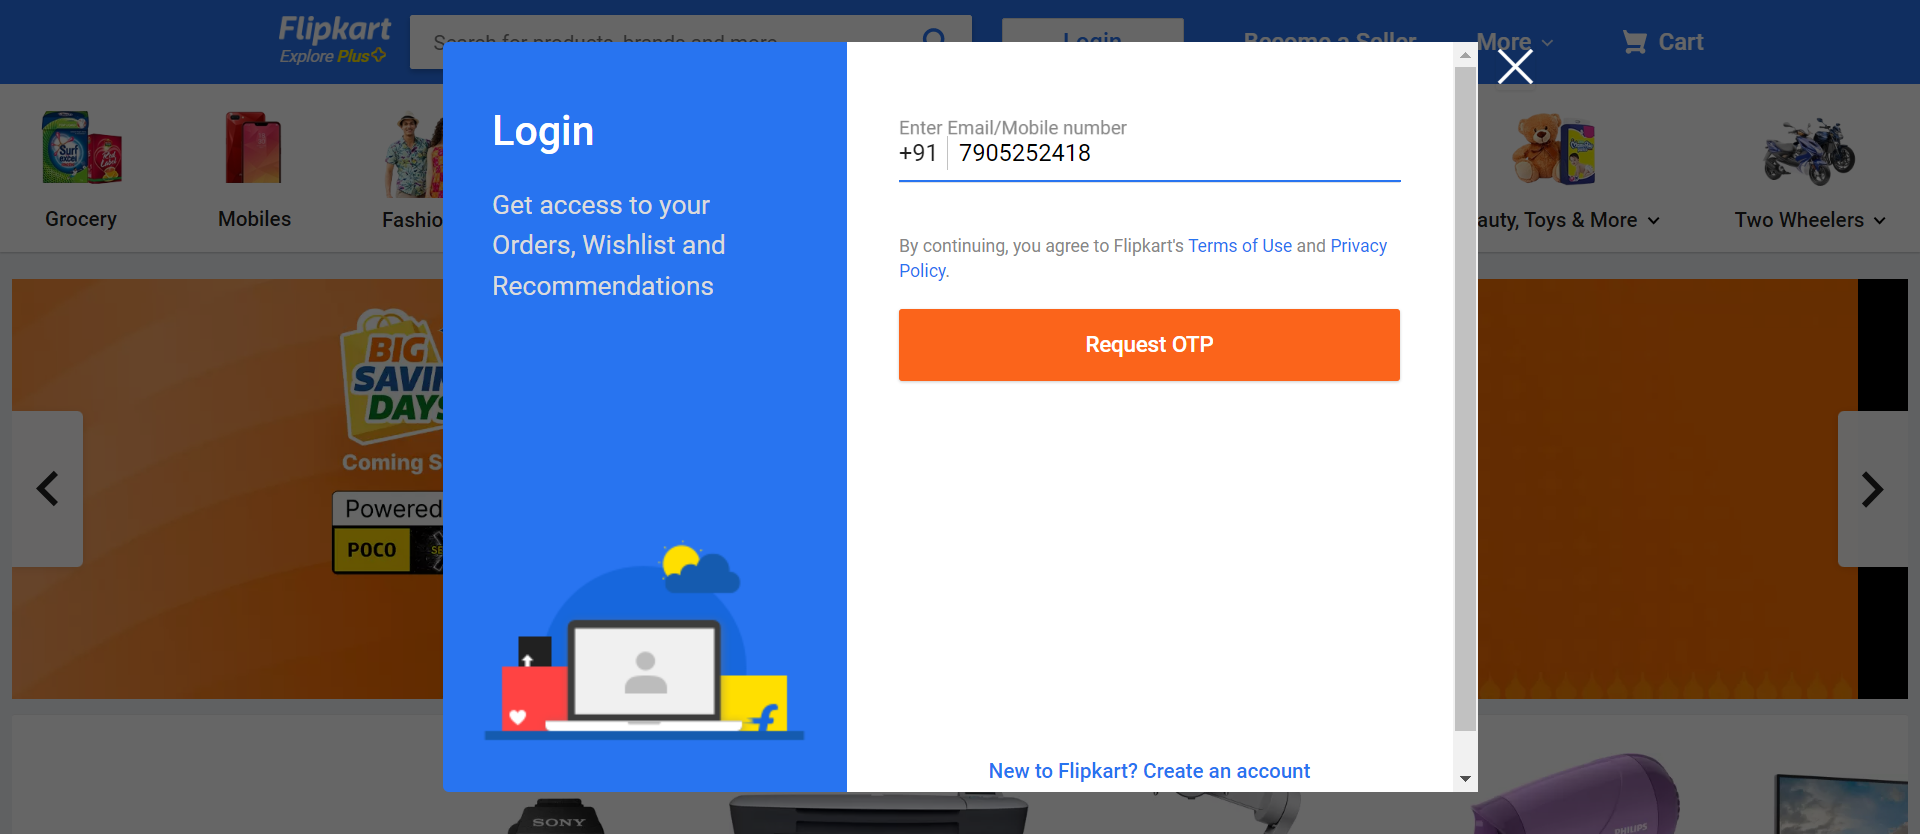 Flipkart
Explore Plus
Search for products, brands and more
Login
Become a Seller
More
Cart
Surf
excel
Grocery
Mobiles
Fashio
auty, Toys & More
Two Wheelers
BIG
SAVIN
DAYS
Coming S
Powered
POCO
Login
Get access to your
Orders, Wishlist and
Recommendations
Enter Email/Mobile number
+91 7905252418
By continuing, you agree to Flipkart's Terms of Use and Privacy
Policy.
Request OTP
New to Flipkart? Create an account
SONY
PHILIPS